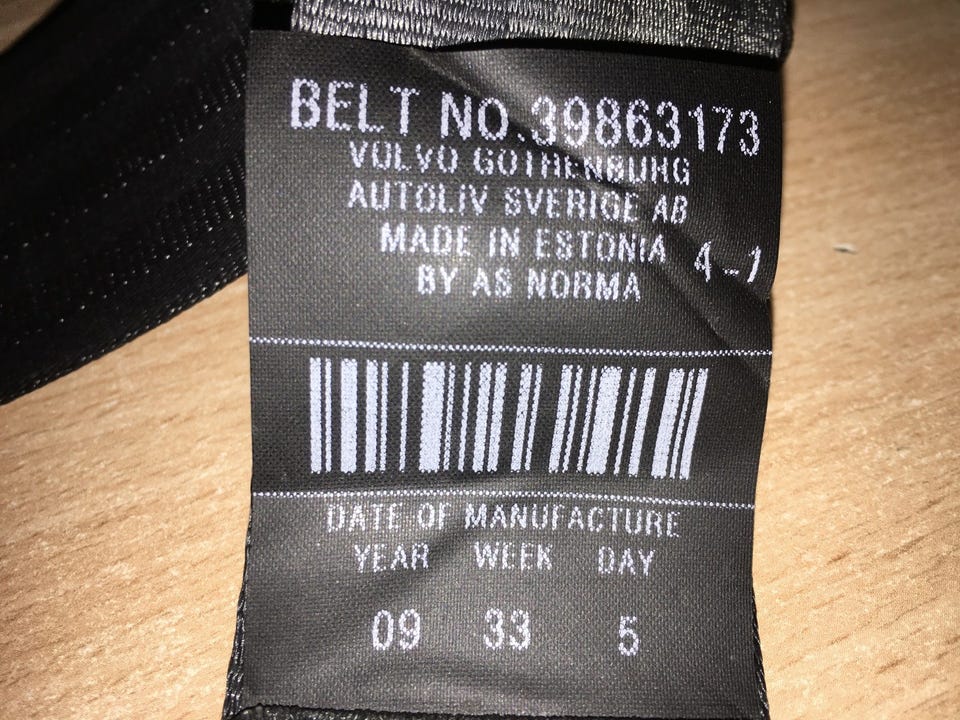 BELT NO.39863173
VOLVO GOTHENBURG
AUTOLIV SVERIGE AB
MADE IN ESTONIA 4-1
BY AS NORMA
DATE OF MANUFACTURE
YEAR WEEK DAY
09 33 5